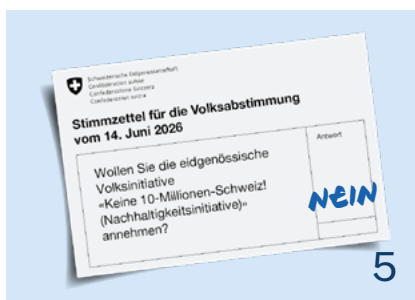 Schweizerische Eidgenossenschaft
Confédération suisse
Confederazione Svizzera
Confederaziun svizra
Stimmzettel für die Volksabstimmung
vom 14. Juni 2026
Wollen Sie die eidgenössische
Volksinitiative
«Keine 10-Millionen-Schweiz!
(Nachhaltigkeitsinitiative)»
annehmen?
Antwort
NEIN
5